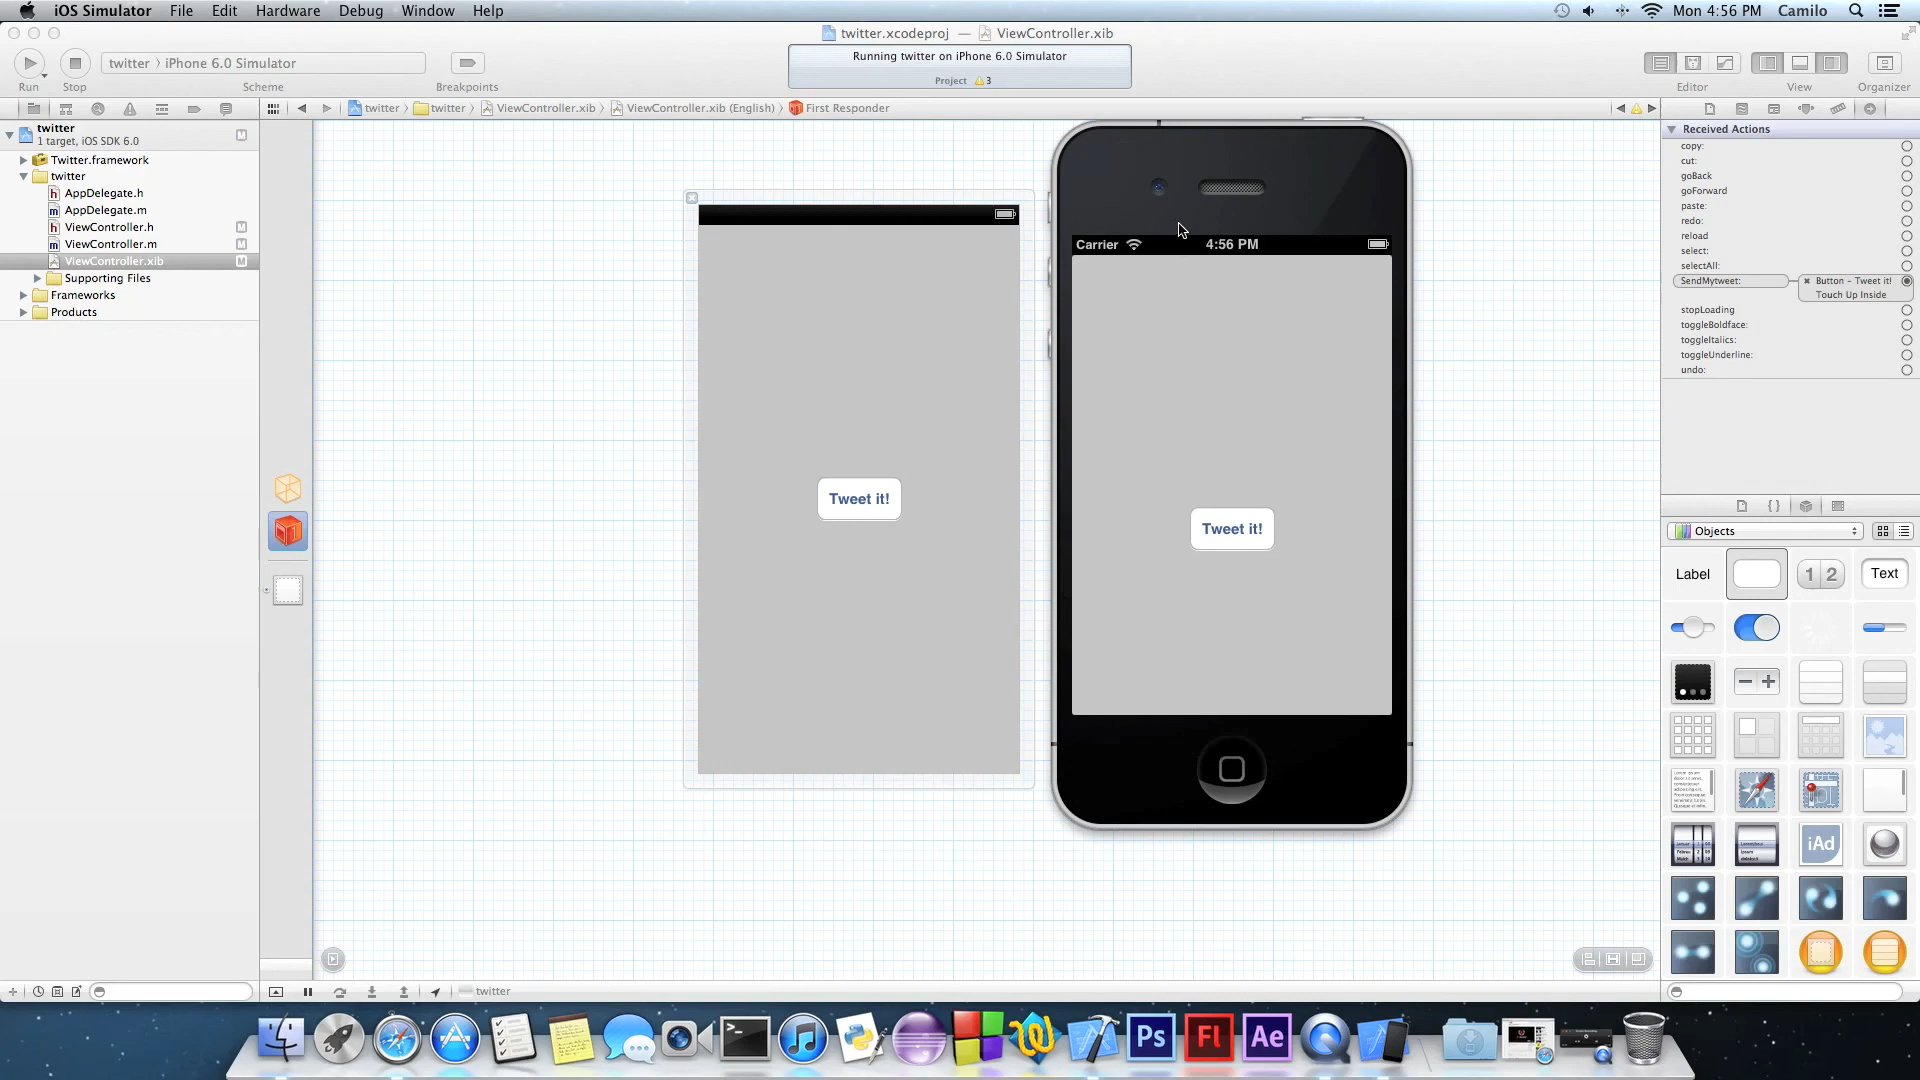 iOS Simulator File Edit Hardware Debug Window Help Mon 4:56 PM Camilo
twitter.xcodeproj — ViewController.xib
twitter › iPhone 6.0 Simulator
Running twitter on iPhone 6.0 Simulator
Project 3
Run Stop Scheme Breakpoints Editor View Organizer
twitter twitter ViewController.xib ViewController.xib (English) First Responder
twitter
1 target, iOS SDK 6.0
M
Twitter.framework
twitter
AppDelegate.h
AppDelegate.m
ViewController.h M
ViewController.m M
ViewController.xib M
Supporting Files
Frameworks
Products
Tweet it!
Carrier 4:56 PM
Tweet it!
Received Actions
copy:
cut:
goBack
goForward
paste:
redo:
reload
select:
selectAll:
SendMytweet: Button - Tweet it!
Touch Up Inside
stopLoading
toggleBoldface:
toggleItalics:
toggleUnderline:
undo:
Objects
Label 1 2 Text
iAd
twitter
Ps Fl Ae